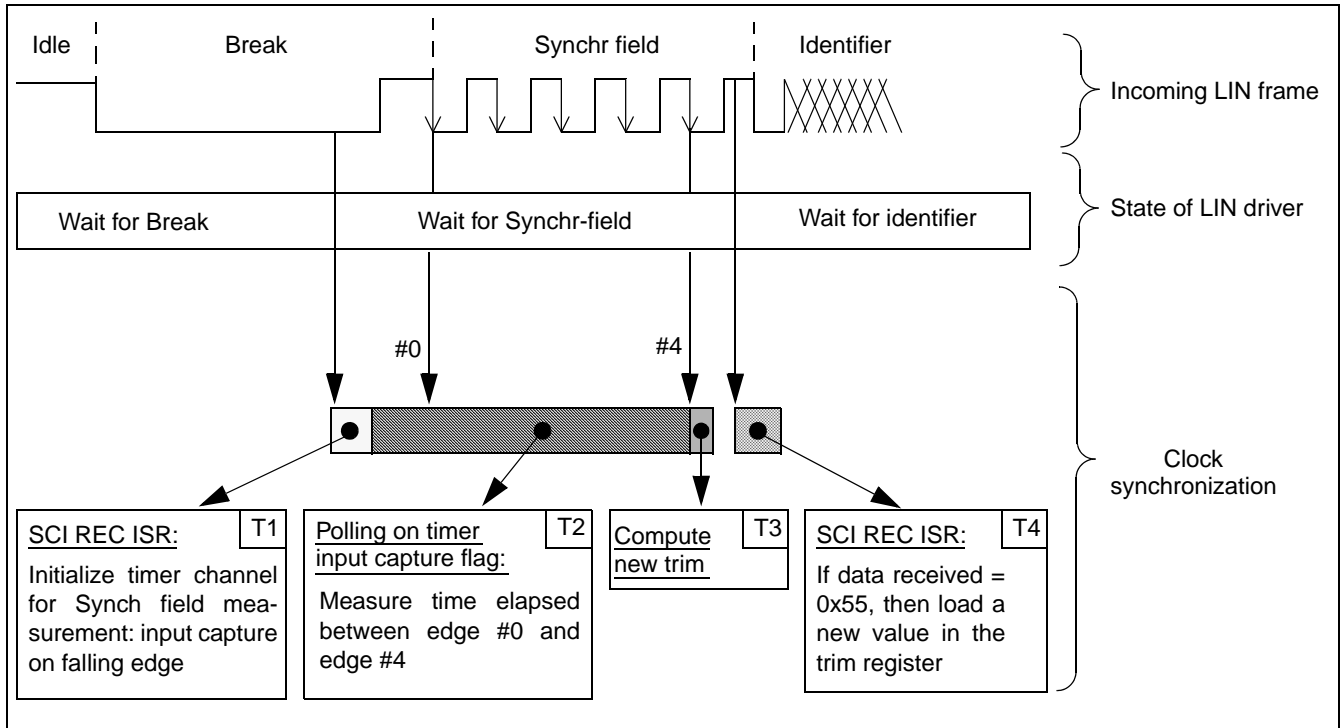 Idle
Break
Synchr field
Identifier
Incoming LIN frame
Wait for Break
Wait for Synchr-field
Wait for identifier
State of LIN driver
#0
#4
Clock
synchronization
SCI REC ISR:
T1
Initialize timer channel
for Synch field mea-
surement: input capture
on falling edge
Polling on timer
input capture flag:
T2
Measure time elapsed
between edge #0 and
edge #4
Compute
new trim
T3
SCI REC ISR:
T4
If data received =
0x55, then load a
new value in the
trim register